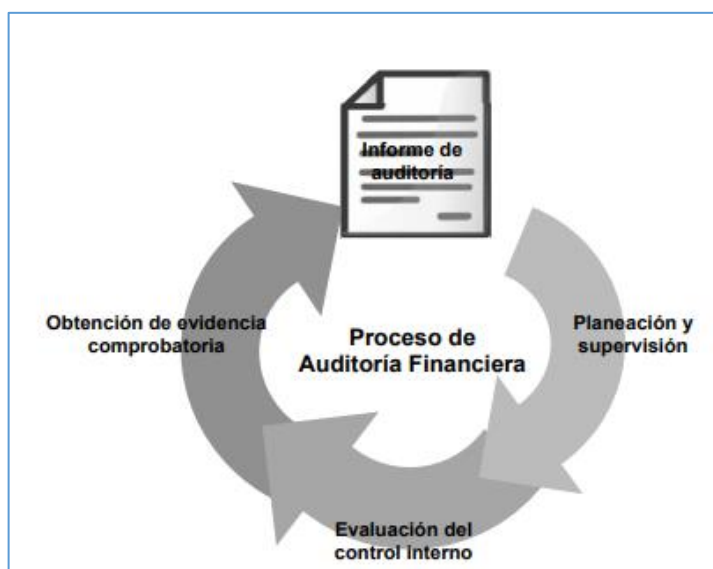 Informe de
auditoría
Planeación y
supervisión
Obtención de evidencia
comprobatoria
Proceso de
Auditoría Financiera
Evaluación del
control interno